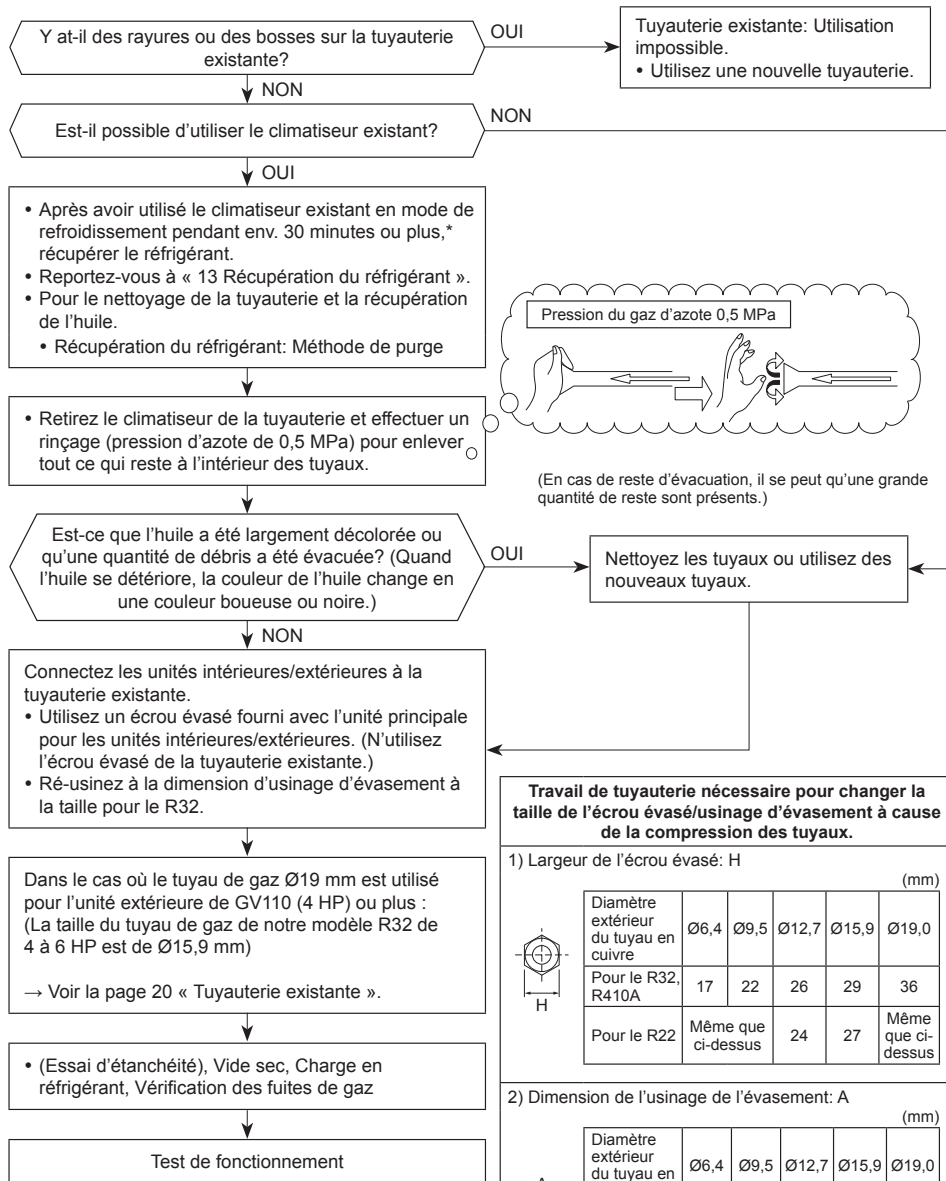 Y at-il des rayures ou des bosses sur la tuyauterie
existante?
OUI
Tuyauterie existante: Utilisation
impossible.
• Utilisez une nouvelle tuyauterie.
NON
Est-il possible d’utiliser le climatiseur existant?
NON
OUI
• Après avoir utilisé le climatiseur existant en mode de
refroidissement pendant env. 30 minutes ou plus,*
récupérer le réfrigérant.
• Reportez-vous à « 13 Récupération du réfrigérant ».
• Pour le nettoyage de la tuyauterie et la récupération
de l’huile.
• Récupération du réfrigérant: Méthode de purge
Pression du gaz d’azote 0,5 MPa
• Retirez le climatiseur de la tuyauterie et effectuer un
rinçage (pression d’azote de 0,5 MPa) pour enlever
tout ce qui reste à l’intérieur des tuyaux.
(En cas de reste d’évacuation, il se peut qu’une grande
quantité de reste sont présents.)
Est-ce que l’huile a été largement décolorée ou
qu’une quantité de débris a été évacuée? (Quand
l’huile se détériore, la couleur de l’huile change en
une couleur boueuse ou noire.)
OUI
Nettoyez les tuyaux ou utilisez des
nouveaux tuyaux.
NON
Connectez les unités intérieures/extérieures à la
tuyauterie existante.
• Utilisez un écrou évasé fourni avec l’unité principale
pour les unités intérieures/extérieures. (N’utilisez
l’écrou évasé de la tuyauterie existante.)
• Ré-usinez à la dimension d’usinage d’évasement à
la taille pour le R32.
Dans le cas où le tuyau de gaz Ø19 mm est utilisé
pour l’unité extérieure de GV110 (4 HP) ou plus :
(La taille du tuyau de gaz de notre modèle R32 de
4 à 6 HP est de Ø15,9 mm)
→ Voir la page 20 « Tuyauterie existante ».
• (Essai d’étanchéité), Vide sec, Charge en
réfrigérant, Vérification des fuites de gaz
Test de fonctionnement
Travail de tuyauterie nécessaire pour changer la
taille de l’écrou évasé/usinage d’évasement à cause
de la compression des tuyaux.
1) Largeur de l’écrou évasé: H
(mm)
H
Diamètre
extérieur
du tuyau en
cuivre
Ø6,4 Ø9,5 Ø12,7 Ø15,9 Ø19,0
Pour le R32,
R410A
17 22 26 29 36
Pour le R22
Même que
ci-dessus
24 27
Même
que ci-
dessus
2) Dimension de l’usinage de l’évasement: A
(mm)
Diamètre
extérieur
du tuyau en
Ø6,4 Ø9,5 Ø12,7 Ø15,9 Ø19,0